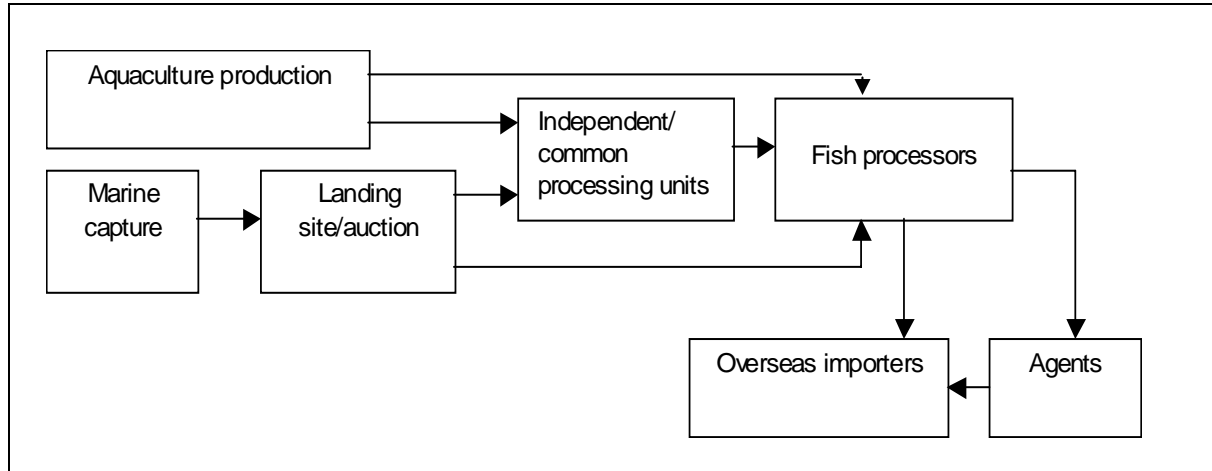 Aquaculture production
Independent/
common
processing units
Fish processors
Marine
capture
Landing
site/auction
Overseas importers
Agents